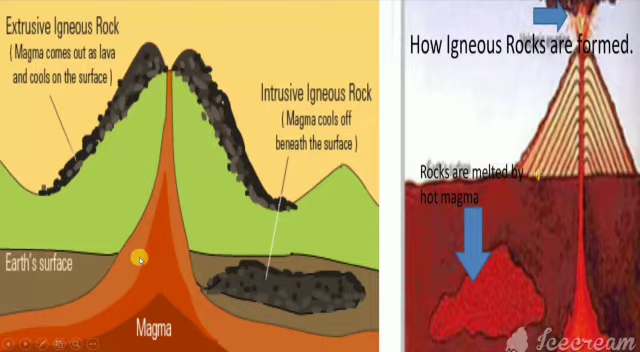 Extrusive Igneous Rock
( Magma comes out as lava
and cools on the surface )
Intrusive Igneous Rock
( Magma cools off
beneath the surface )
Earth's surface
Magma
How Igneous Rocks are formed.
Rocks are melted by
hot magma
Icecream